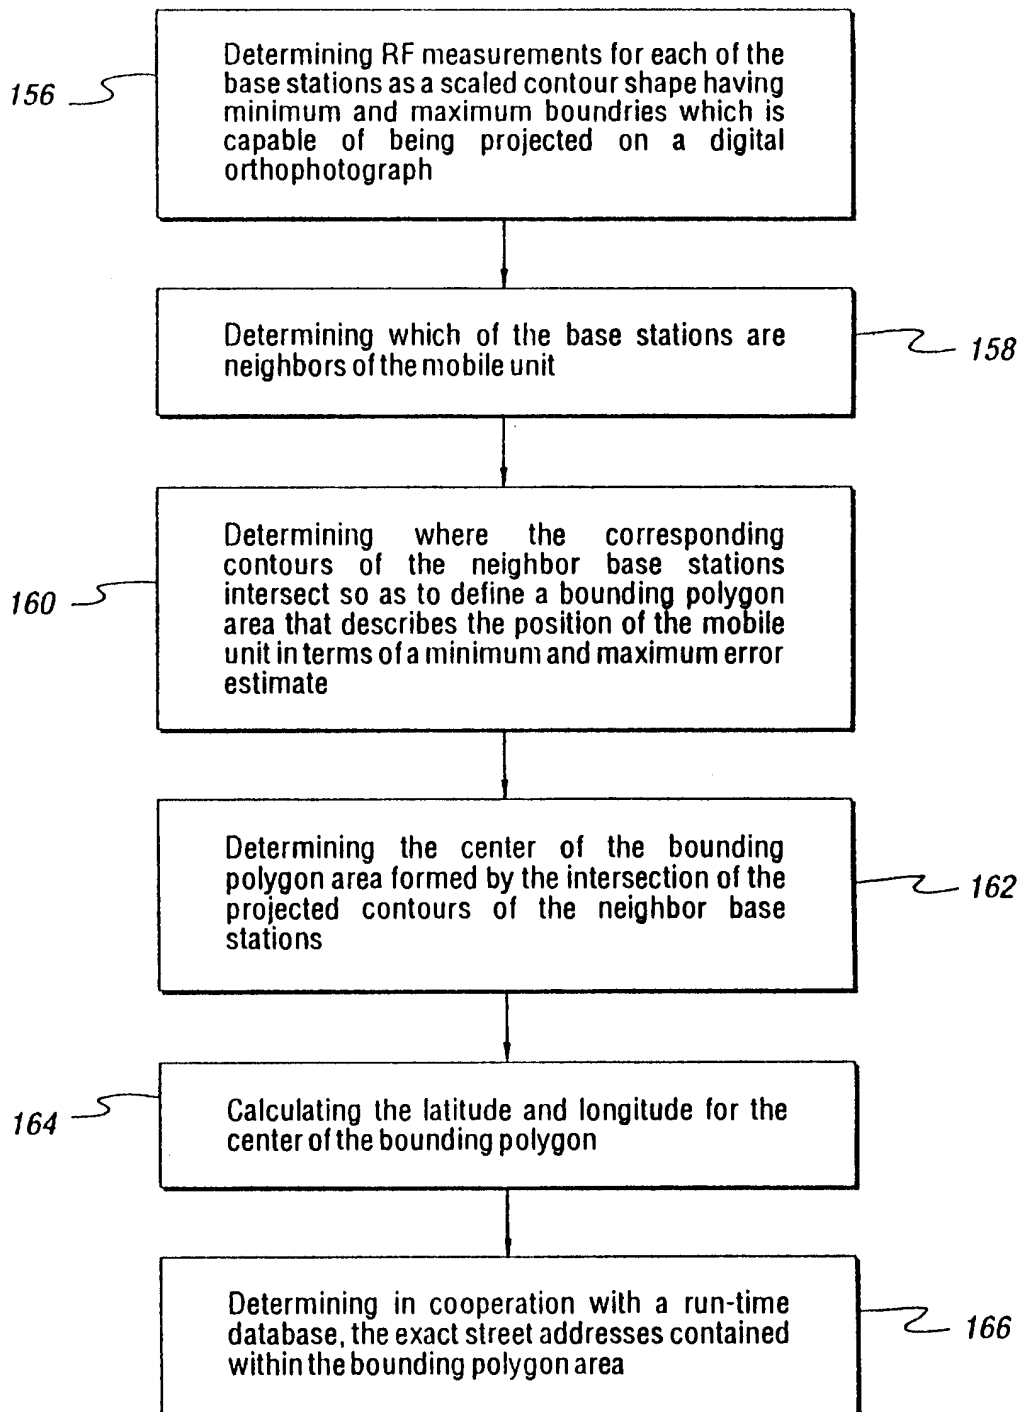 Determining RF measurements for each of the
base stations as a scaled contour shape having
minimum and maximum boundries which is
capable of being projected on a digital
orthophotograph
156
Determining which of the base stations are
neighbors of the mobile unit
158
Determining where the corresponding
contours of the neighbor base stations
intersect so as to define a bounding polygon
area that describes the position of the mobile
unit in terms of a minimum and maximum error
estimate
160
Determining the center of the bounding
polygon area formed by the intersection of the
projected contours of the neighbor base
stations
162
Calculating the latitude and longitude for the
center of the bounding polygon
164
Determining in cooperation with a run-time
database, the exact street addresses contained
within the bounding polygon area
166